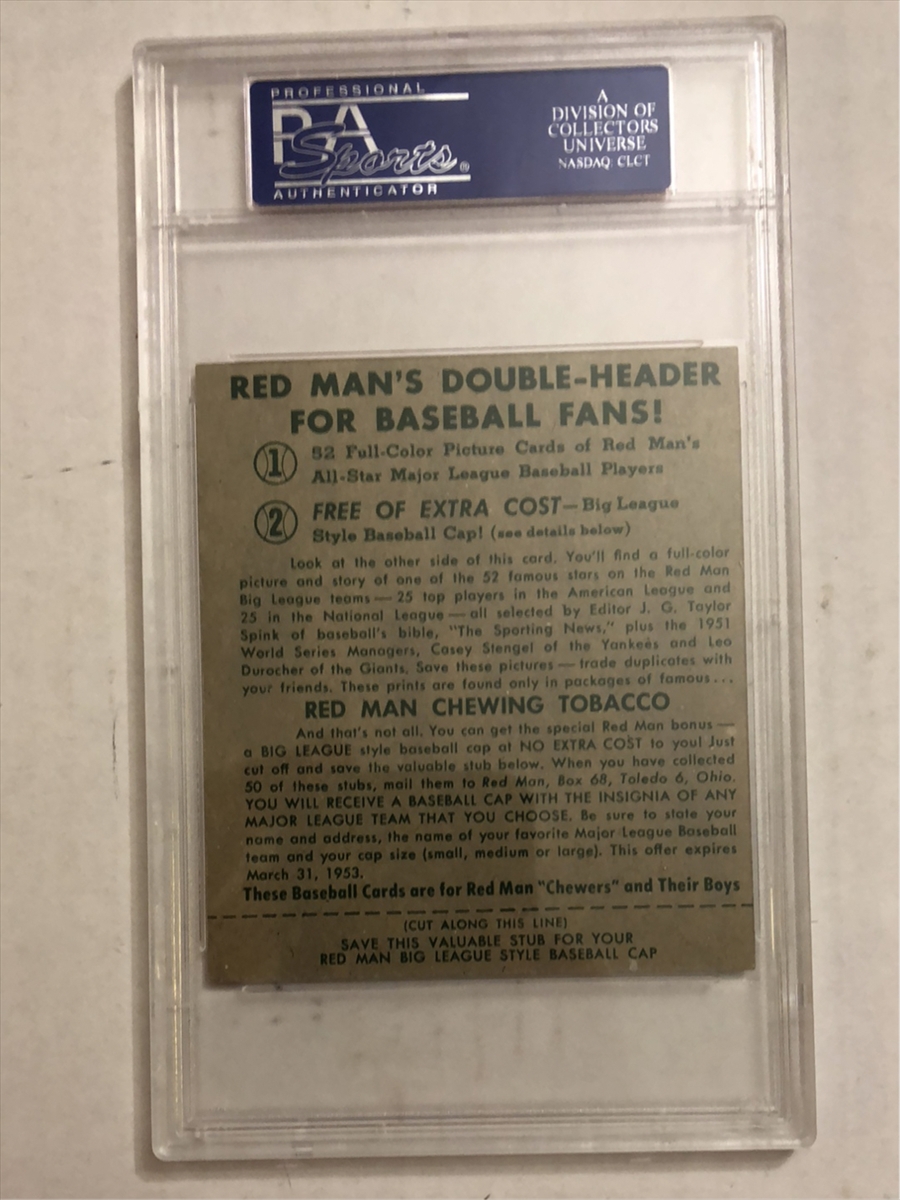 PROFESSIONAL
PSA
Sports®
AUTHENTICATOR
A
DIVISION OF
COLLECTORS
UNIVERSE
NASDAQ: CLCT
RED MAN'S DOUBLE-HEADER
FOR BASEBALL FANS!
1 52 Full-Color Picture Cards of Red Man's
All-Star Major League Baseball Players
2 FREE OF EXTRA COST—Big League
Style Baseball Cap! (see details below)
Look at the other side of this card. You'll find a full-color
picture and story of one of the 52 famous stars on the Red Man
Big League teams — 25 top players in the American League and
25 in the National League — all selected by Editor J. G. Taylor
Spink of baseball's bible, "The Sporting News," plus the 1951
World Series Managers, Casey Stengel of the Yankees and Leo
Durocher of the Giants. Save these pictures — trade duplicates with
your friends. These prints are found only in packages of famous...
RED MAN CHEWING TOBACCO
And that's not all. You can get the special Red Man bonus —
a BIG LEAGUE style baseball cap at NO EXTRA COST to you! Just
cut off and save the valuable stub below. When you have collected
50 of these stubs, mail them to Red Man, Box 68, Toledo 6, Ohio.
YOU WILL RECEIVE A BASEBALL CAP WITH THE INSIGNIA OF ANY
MAJOR LEAGUE TEAM THAT YOU CHOOSE. Be sure to state your
name and address, the name of your favorite Major League Baseball
team and your cap size (small, medium or large). This offer expires
March 31, 1953.
These Baseball Cards are for Red Man "Chewers" and Their Boys
(CUT ALONG THIS LINE)
SAVE THIS VALUABLE STUB FOR YOUR
RED MAN BIG LEAGUE STYLE BASEBALL CAP